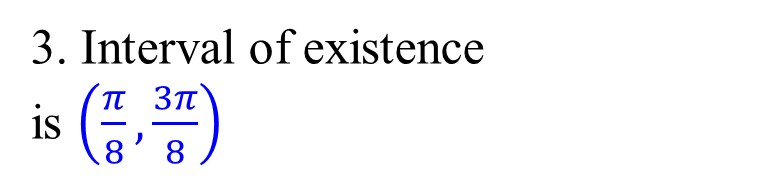 3. Interval of existence
is (π/8, 3π/8)